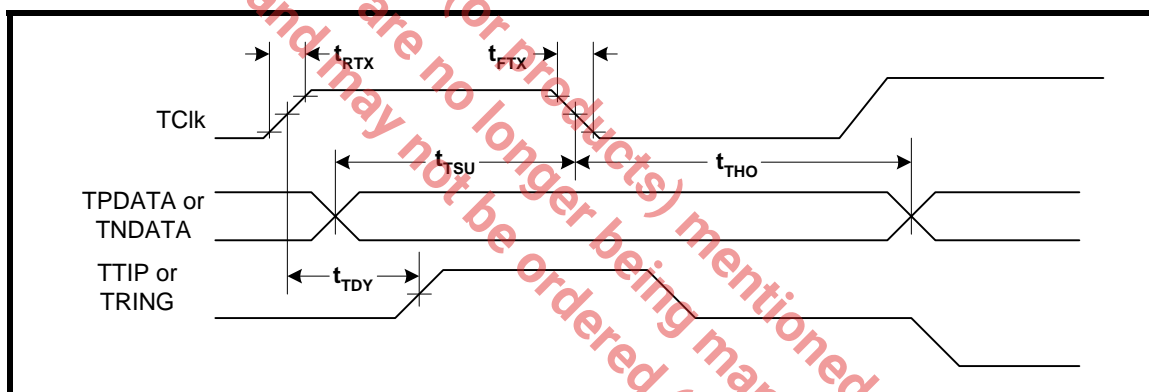 (or products) mentioned
are no longer being man
and may not be ordered (
tRTX
tFTX
TClk
tTSU
tTHO
TPDATA or
TNDATA
TTIP or
TRING
tTDY